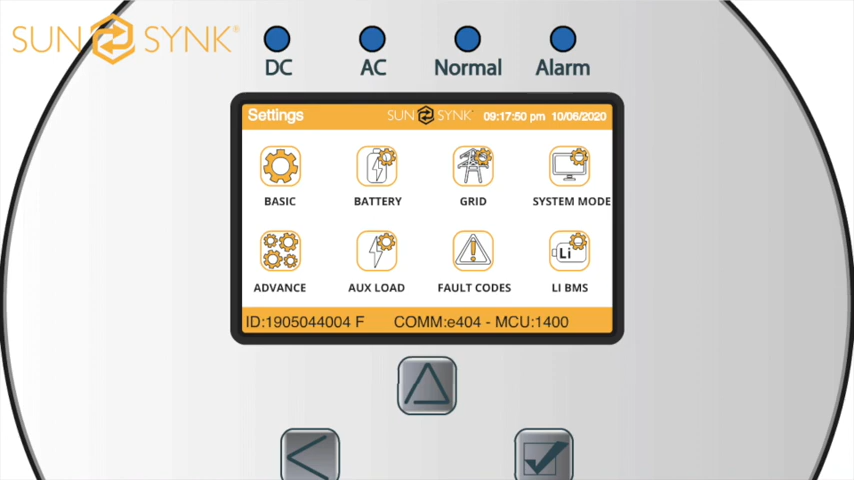 SUN SYNK®
DC AC Normal Alarm
Settings SUN SYNK 09:17:50 pm 10/06/2020
BASIC BATTERY GRID SYSTEM MODE
Li
ADVANCE AUX LOAD FAULT CODES LI BMS
ID:1905044004 F COMM:e404 - MCU:1400